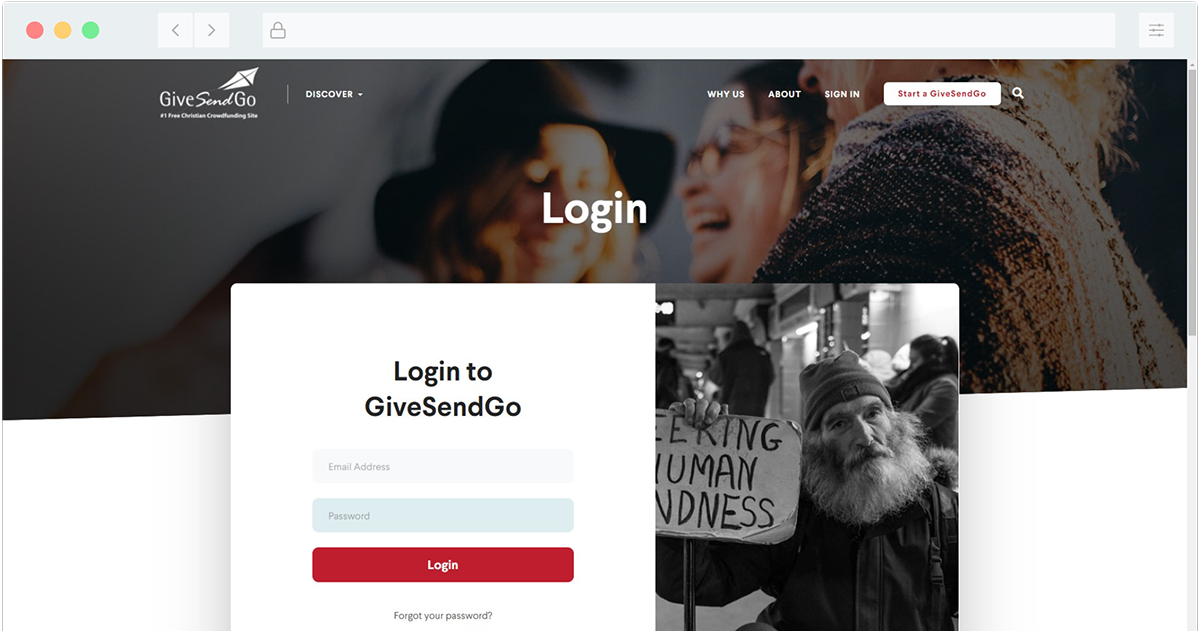 GiveSendGo
#1 Free Christian Crowdfunding Site
DISCOVER
WHY US
ABOUT
SIGN IN
Start a GiveSendGo
Login
Login to
GiveSendGo
Email Address
Password
Login
Forgot your password?
EEKING
HUMAN
NDNESS